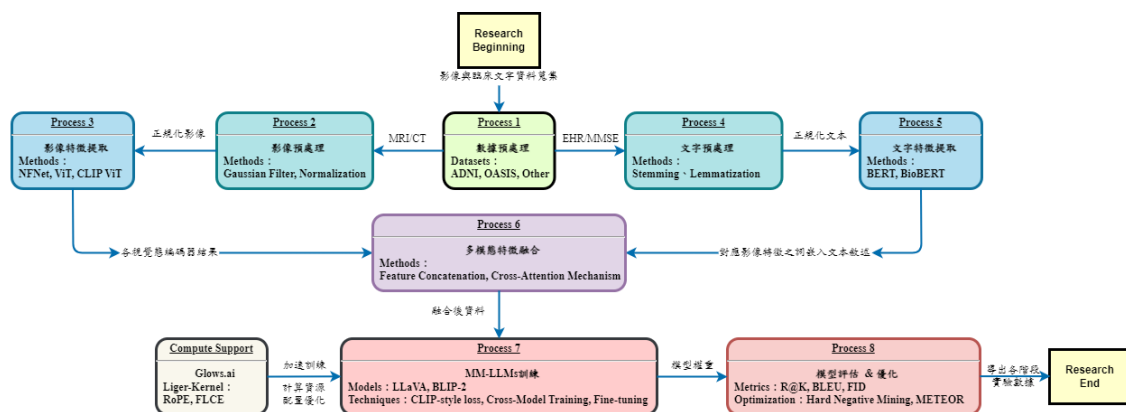 Research
Beginning
影像與臨床文字資料蒐集
Process 3
影像特徵提取
Methods：
NFNet, ViT, CLIP ViT
正規化影像
Process 2
影像預處理
Methods：
Gaussian Filter, Normalization
MRI/CT
Process 1
數據預處理
Datasets：
ADNI, OASIS, Other
EHR/MMSE
Process 4
文字預處理
Methods：
Stemming、Lemmatization
正規化文本
Process 5
文字特徵提取
Methods：
BERT, BioBERT
各視覺態編碼器結果
Process 6
多模態特徵融合
Methods：
Feature Concatenation, Cross-Attention Mechanism
對應影像特徵之詞嵌入文本敘述
融合後資料
Compute Support
Glows.ai
Liger-Kernel：
RoPE, FLCE
加速訓練
計算資源
配置優化
Process 7
MM-LLMs訓練
Models：LLaVA, BLIP-2
Techniques：CLIP-style loss, Cross-Model Training, Fine-tuning
模型權重
Process 8
模型評估 & 優化
Metrics：R@K, BLEU, FID
Optimization：Hard Negative Mining, METEOR
導出各階段
實驗數據
Research
End